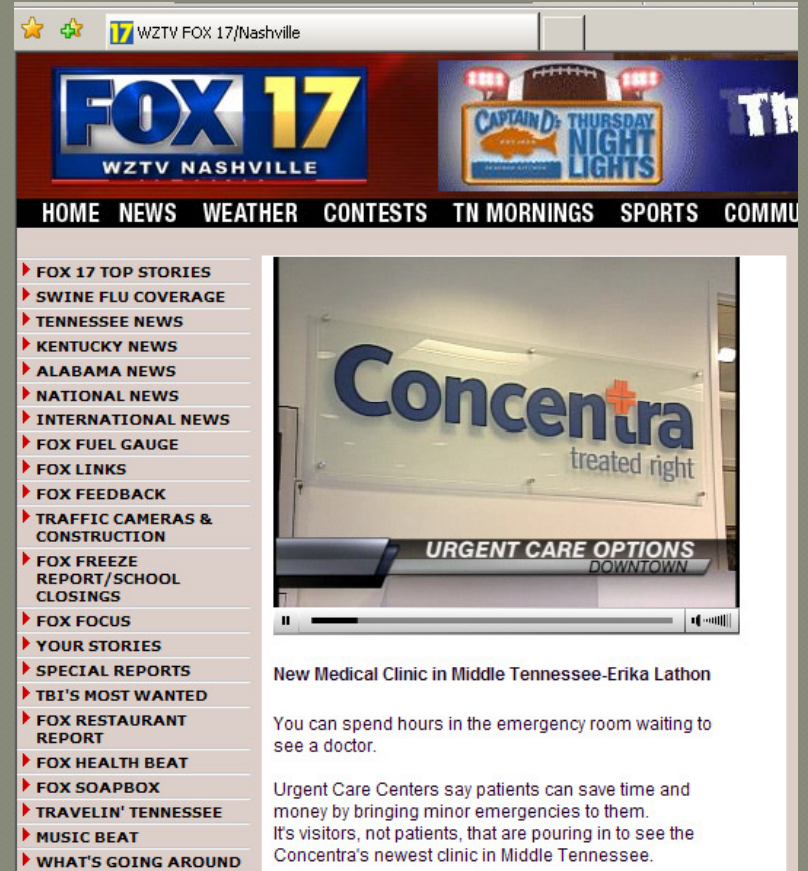 17 WZTV FOX 17/Nashville
FOX 17
WZTV NASHVILLE
CAPTAIN D's THURSDAY
NIGHT
LIGHTS
HOME NEWS WEATHER CONTESTS TN MORNINGS SPORTS COMMU
FOX 17 TOP STORIES
SWINE FLU COVERAGE
TENNESSEE NEWS
KENTUCKY NEWS
ALABAMA NEWS
NATIONAL NEWS
INTERNATIONAL NEWS
FOX FUEL GAUGE
FOX LINKS
FOX FEEDBACK
TRAFFIC CAMERAS &
CONSTRUCTION
FOX FREEZE
REPORT/SCHOOL
CLOSINGS
FOX FOCUS
YOUR STORIES
SPECIAL REPORTS
TBI'S MOST WANTED
FOX RESTAURANT
REPORT
FOX HEALTH BEAT
FOX SOAPBOX
TRAVELIN' TENNESSEE
MUSIC BEAT
WHAT'S GOING AROUND
Concentra
treated right
URGENT CARE OPTIONS
DOWNTOWN
New Medical Clinic in Middle Tennessee-Erika Lathon
You can spend hours in the emergency room waiting to
see a doctor.
Urgent Care Centers say patients can save time and
money by bringing minor emergencies to them.
It's visitors, not patients, that are pouring in to see the
Concentra's newest clinic in Middle Tennessee.